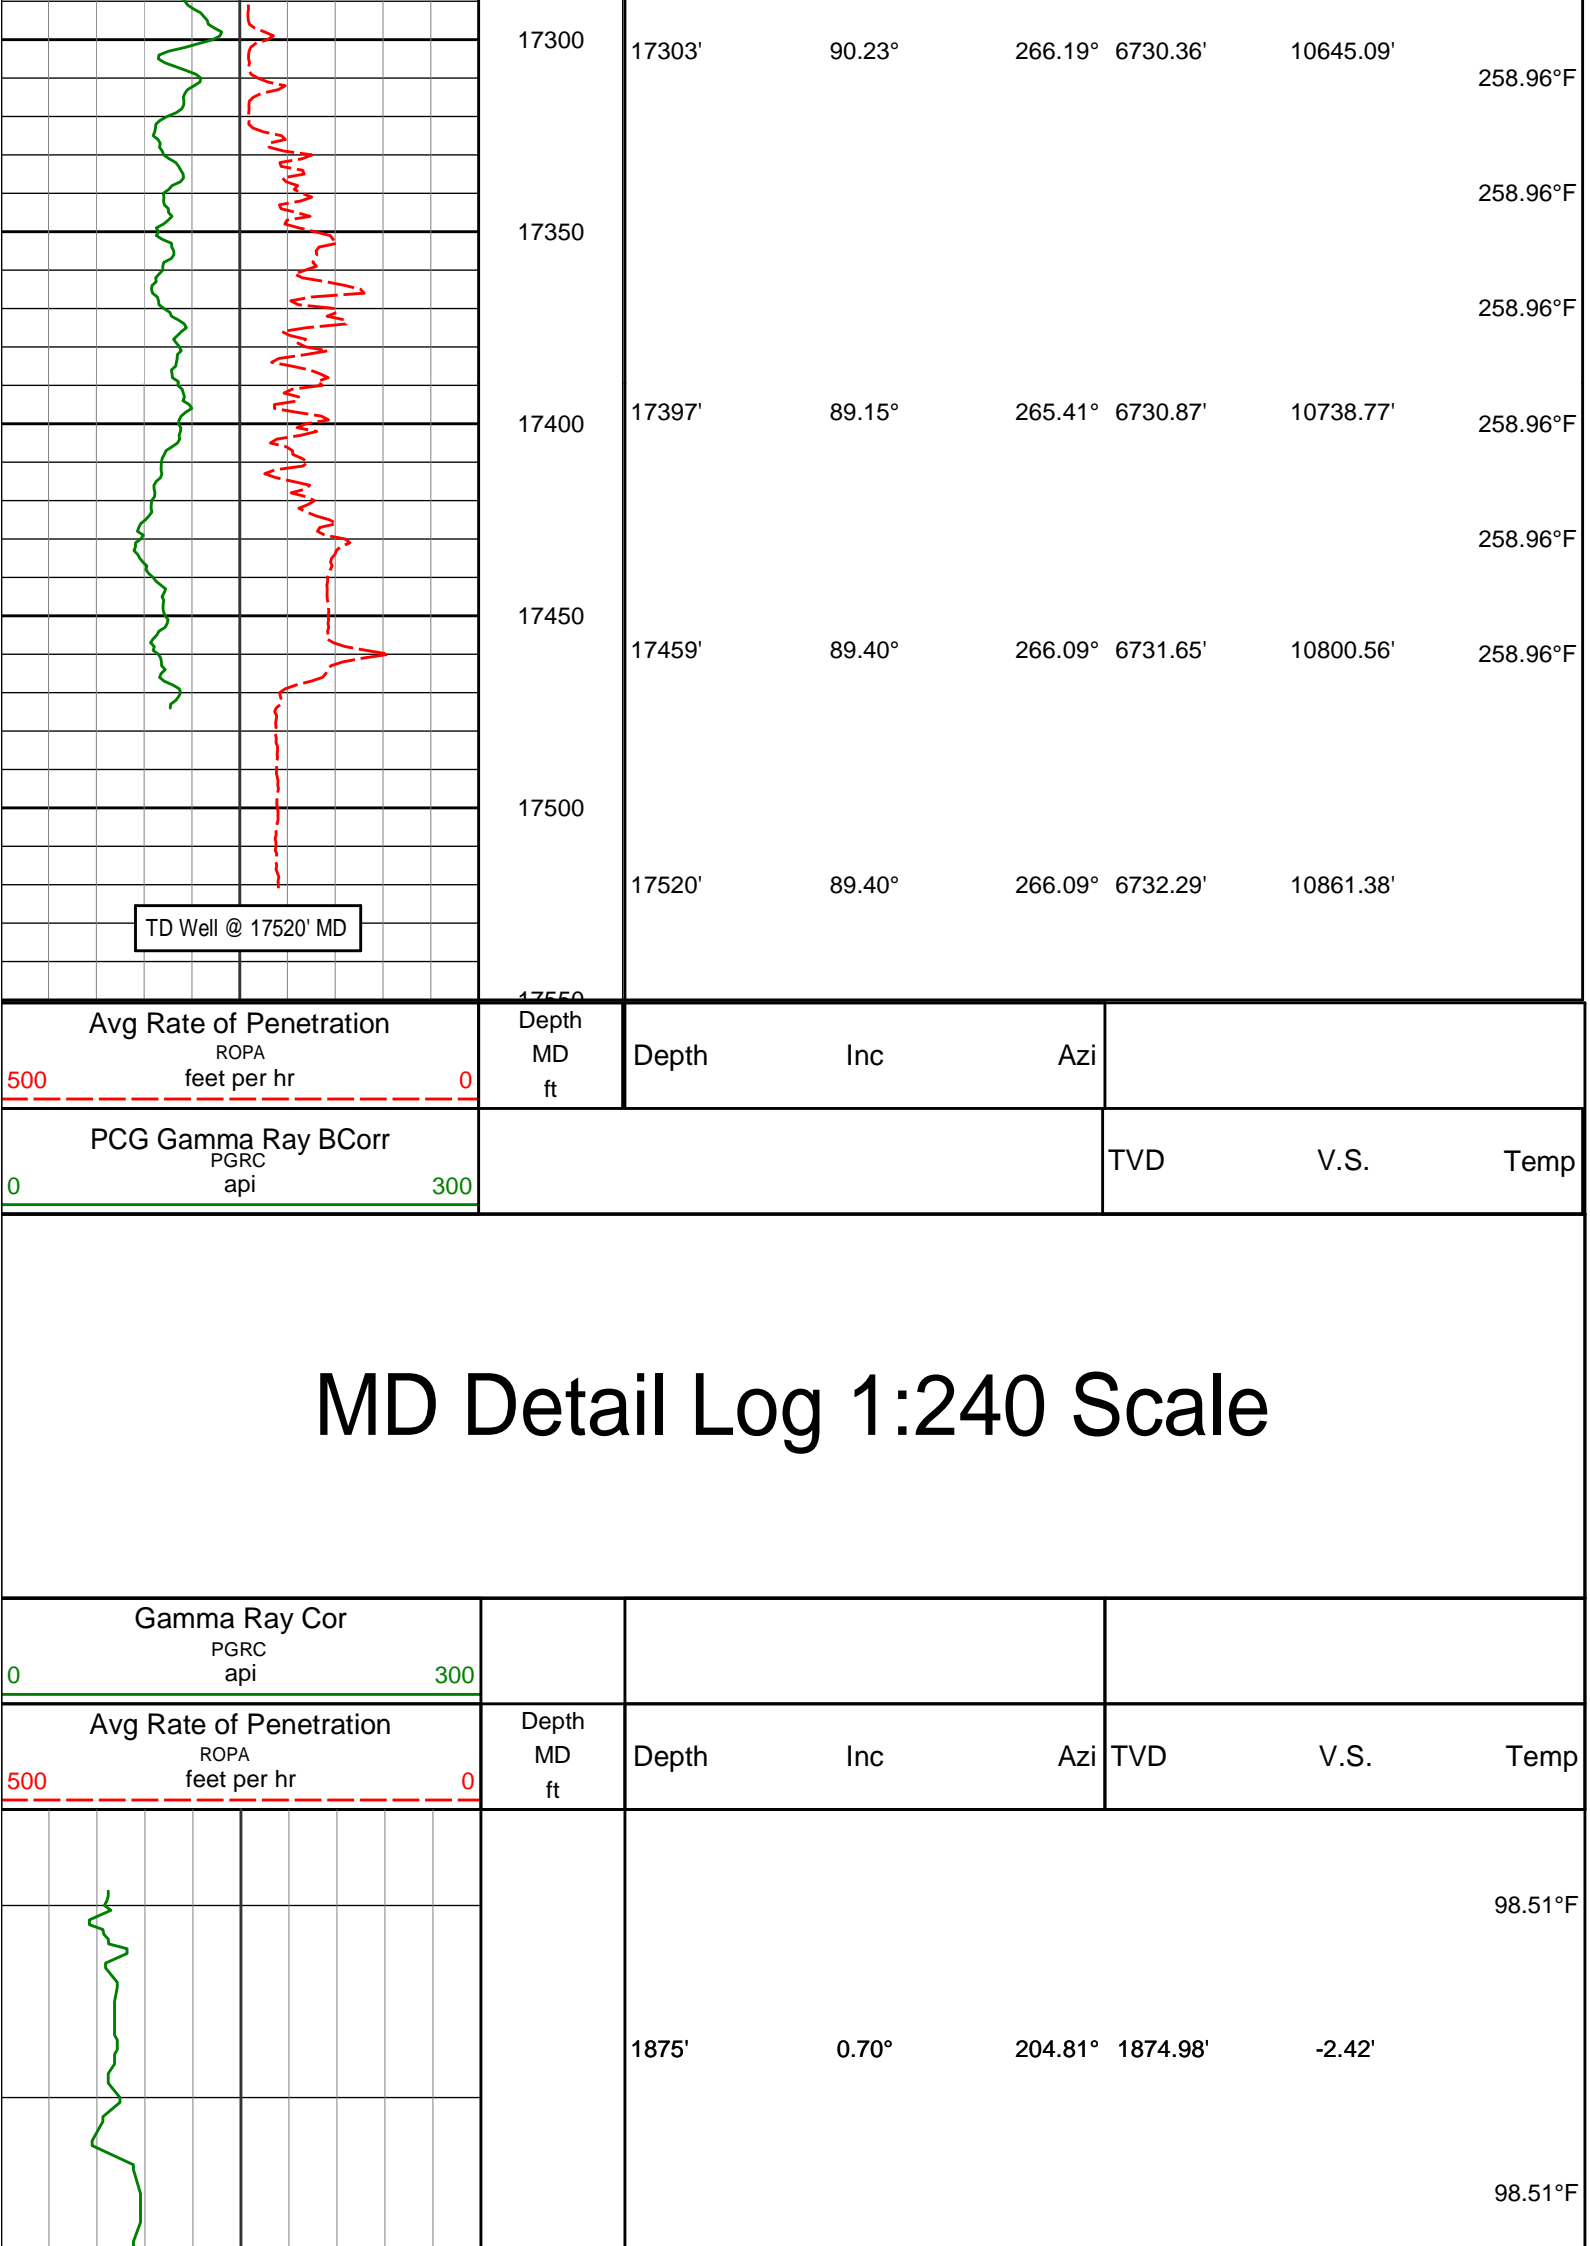 17300 17303' 90.23° 266.19° 6730.36' 10645.09'
258.96°F
258.96°F
17350
258.96°F
17397' 89.15° 265.41° 6730.87' 10738.77'
17400 258.96°F
258.96°F
17450
17459' 89.40° 266.09° 6731.65' 10800.56' 258.96°F
17500
17520' 89.40° 266.09° 6732.29' 10861.38'
TD Well @ 17520' MD
17550
Avg Rate of Penetration
ROPA
500 feet per hr 0
Depth
MD
ft
Depth Inc Azi
PCG Gamma Ray BCorr
PGRC
0 api 300
TVD V.S. Temp
MD Detail Log 1:240 Scale
Gamma Ray Cor
PGRC
0 api 300
Avg Rate of Penetration
ROPA
500 feet per hr 0
Depth
MD
ft
Depth Inc Azi TVD V.S. Temp
98.51°F
1875' 0.70° 204.81° 1874.98' -2.42'
98.51°F